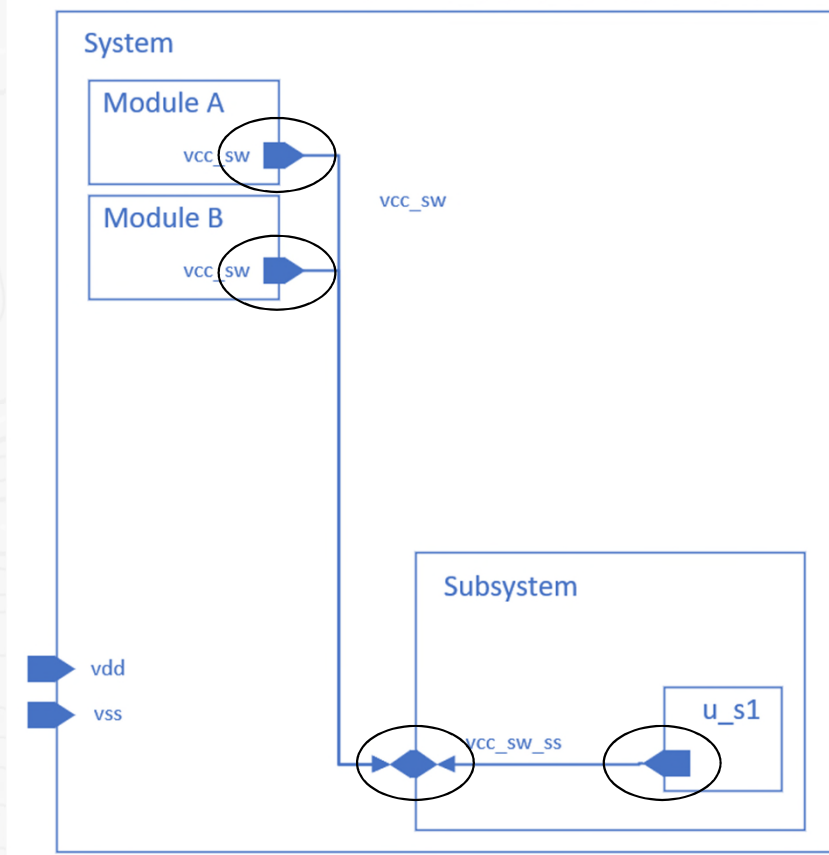 System
Module A
vcc_sw
vcc_sw
Module B
vcc_sw
Subsystem
vdd
u_s1
vss
vcc_sw_ss